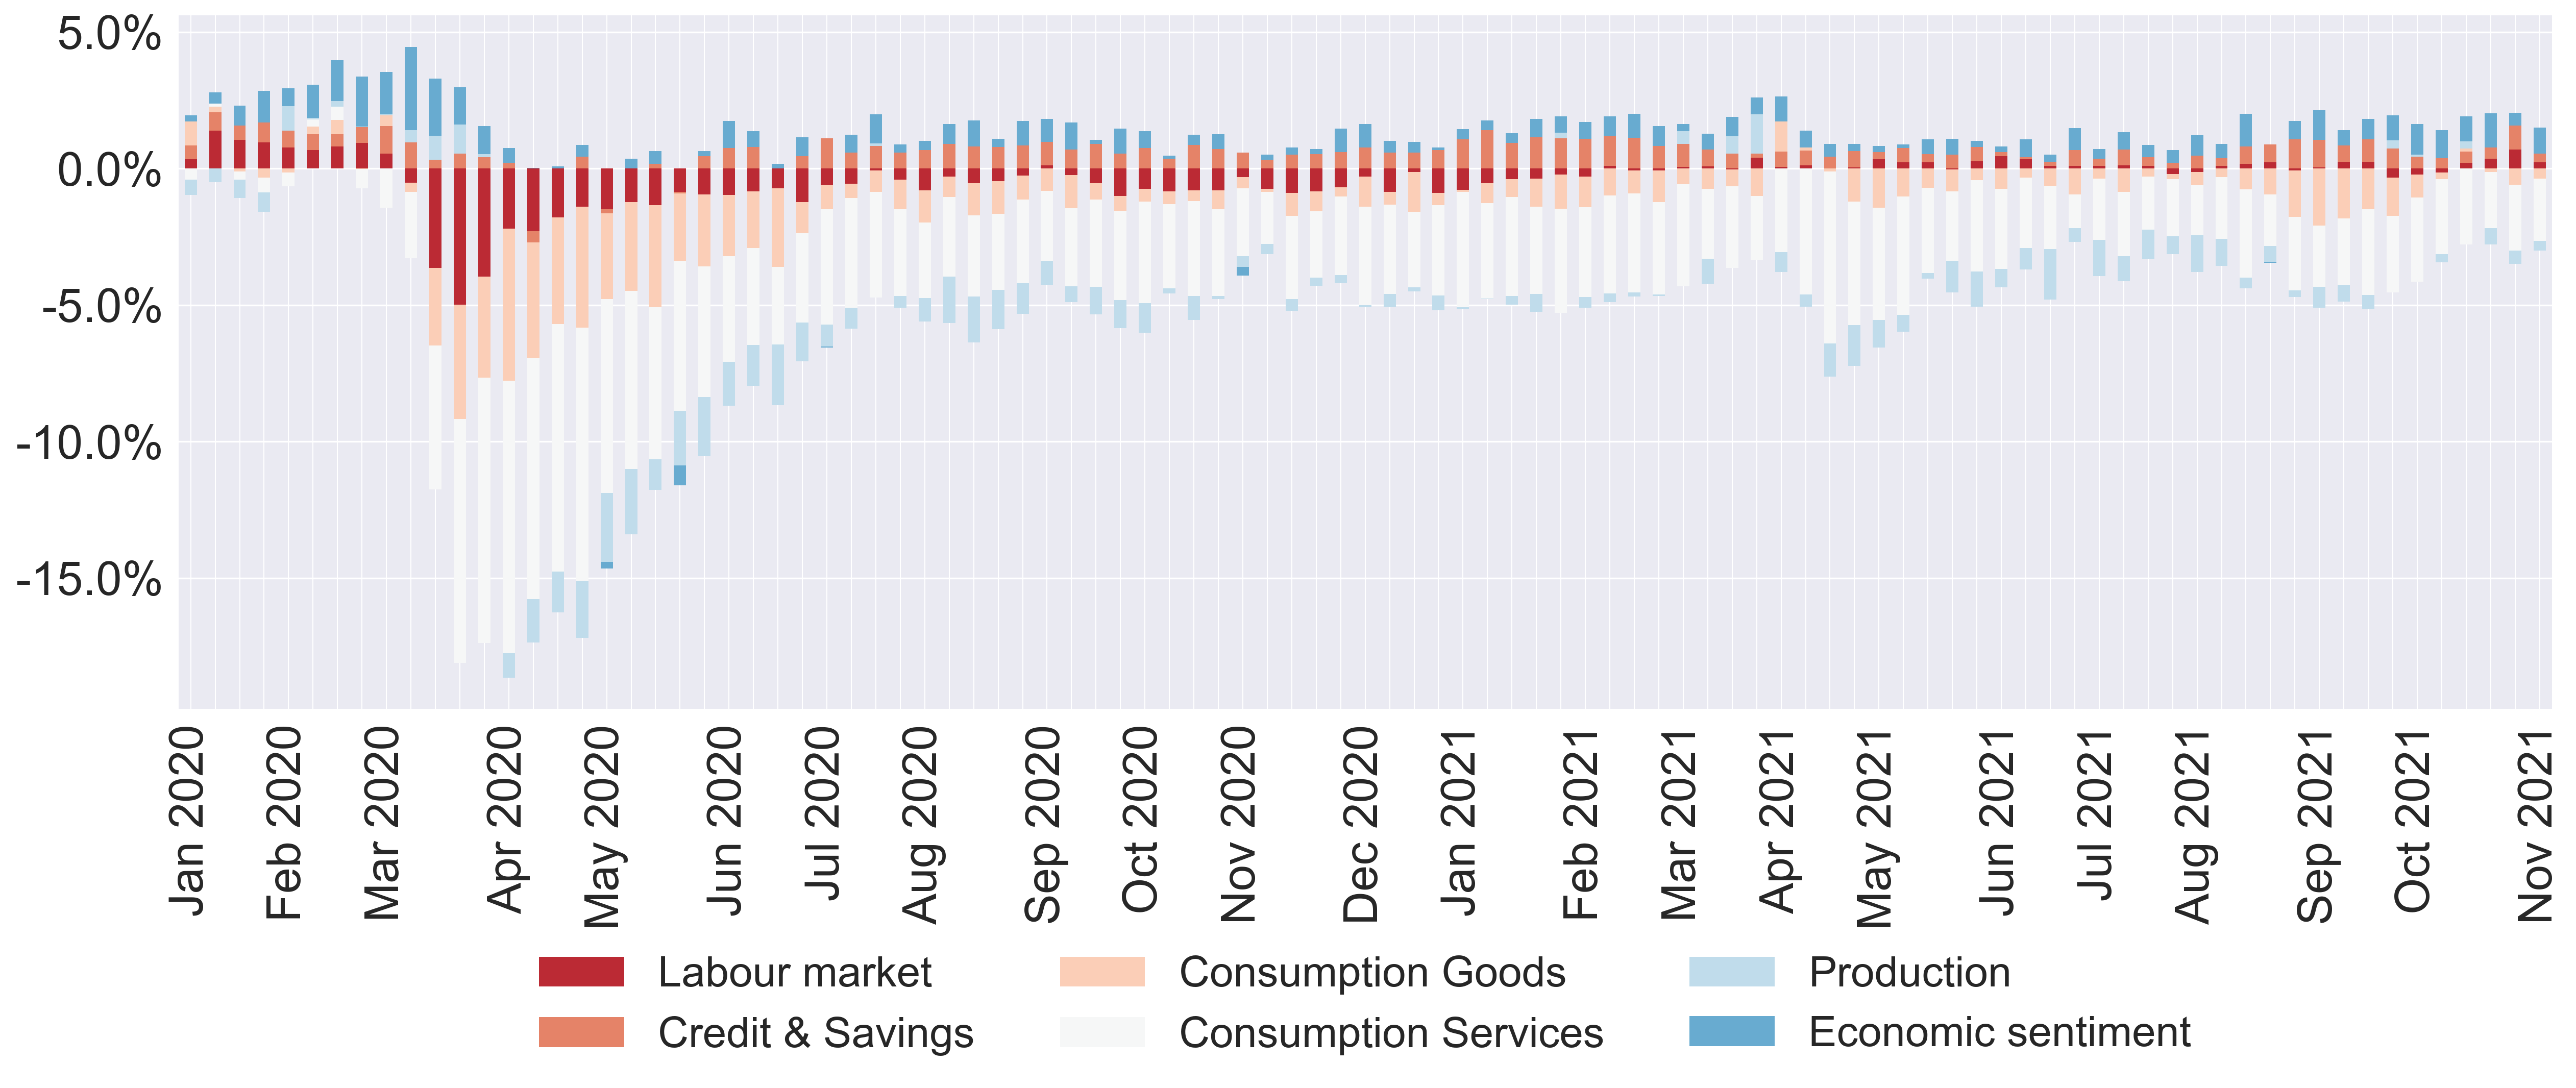 5.0%
0.0%
-5.0%
-10.0%
-15.0%
Jan 2020
Feb 2020
Mar 2020
Apr 2020
May 2020
Jun 2020
Jul 2020
Aug 2020
Sep 2020
Oct 2020
Nov 2020
Dec 2020
Jan 2021
Feb 2021
Mar 2021
Apr 2021
May 2021
Jun 2021
Jul 2021
Aug 2021
Sep 2021
Oct 2021
Nov 2021
Labour market
Consumption Goods
Production
Credit & Savings
Consumption Services
Economic sentiment